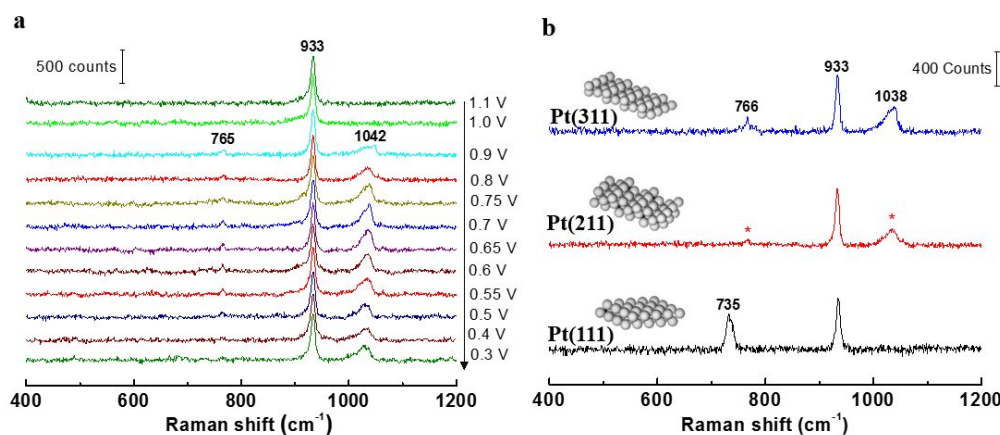 a
500 counts
933
765
1042
1.1 V
1.0 V
0.9 V
0.8 V
0.75 V
0.7 V
0.65 V
0.6 V
0.55 V
0.5 V
0.4 V
0.3 V
400 600 800 1000 1200
Raman shift (cm-1)
b
400 Counts
933
766
1038
Pt(311)
Pt(211)
* *
735
Pt(111)
400 600 800 1000 1200
Raman shift (cm-1)